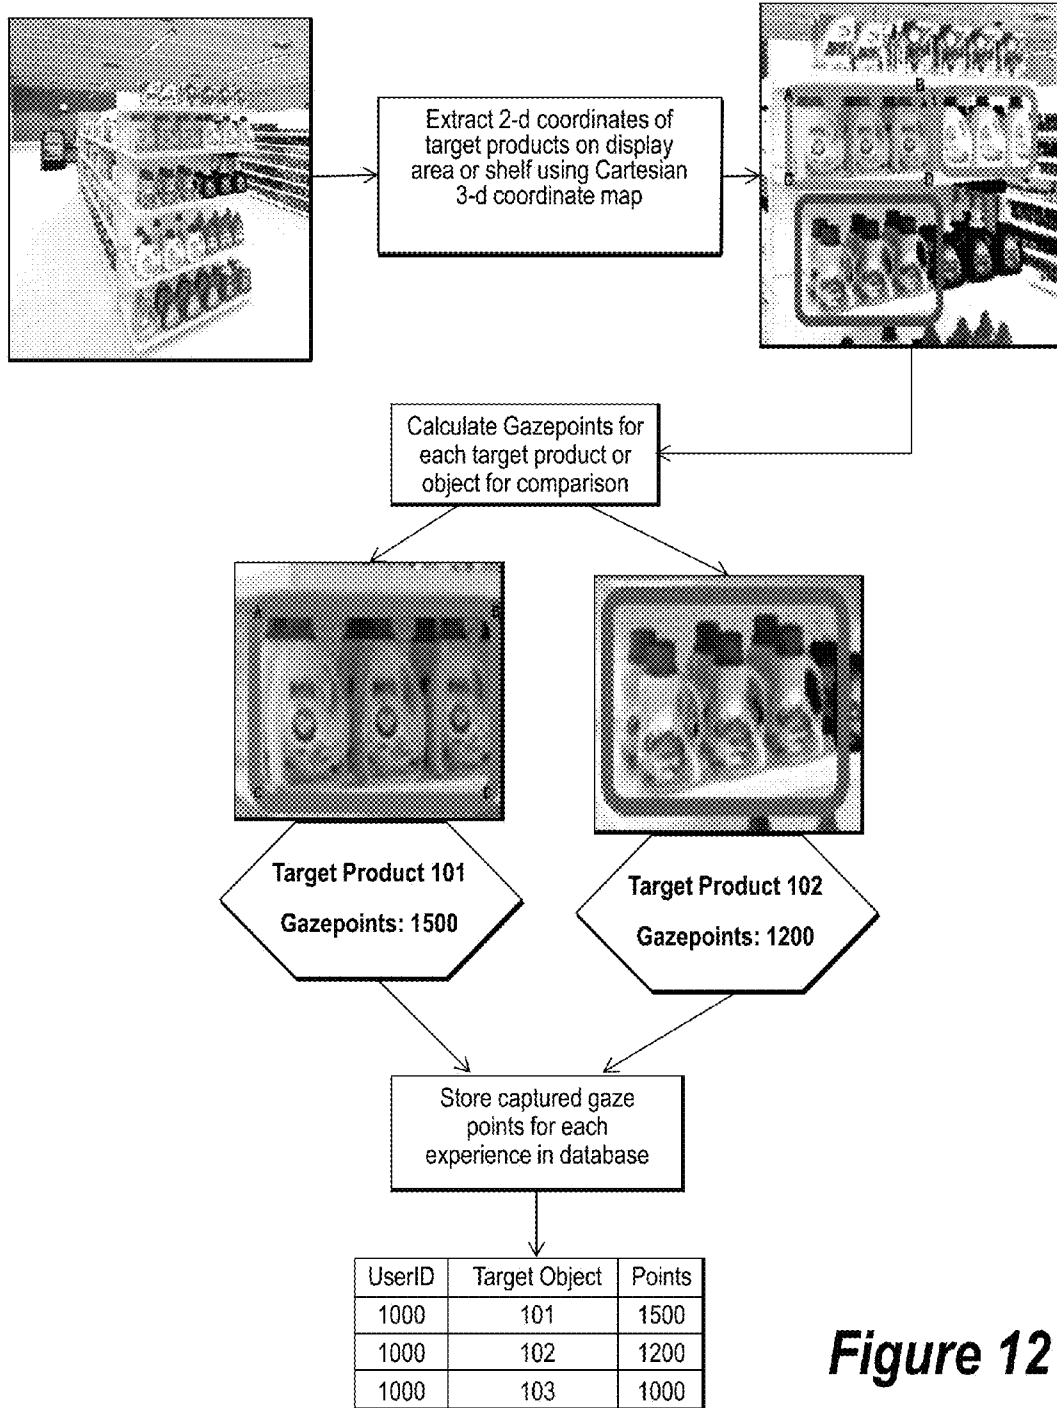 Extract 2-d coordinates of
target products on display
area or shelf using Cartesian
3-d coordinate map
A
B
C
D
Calculate Gazepoints for
each target product or
object for comparison
A
B
C
Target Product 101
Gazepoints: 1500
Target Product 102
Gazepoints: 1200
Store captured gaze
points for each
experience in database
UserID Target Object Points
1000 101 1500
1000 102 1200
1000 103 1000
Figure 12